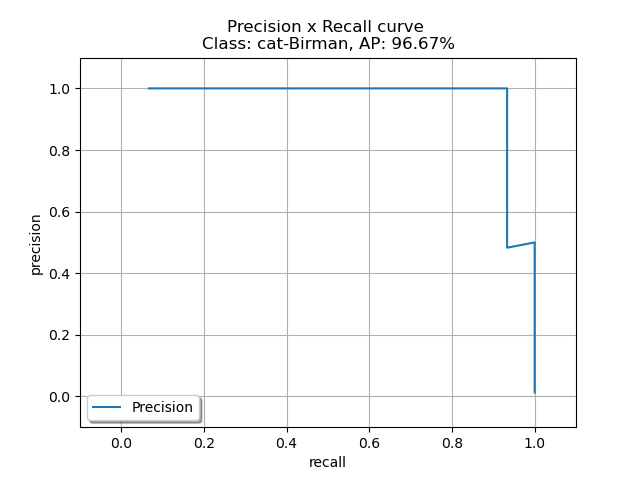 Precision x Recall curve
Class: cat-Birman, AP: 96.67%
1.0
0.8
0.6
0.4
0.2
0.0
precision
Precision
0.0 0.2 0.4 0.6 0.8 1.0
recall